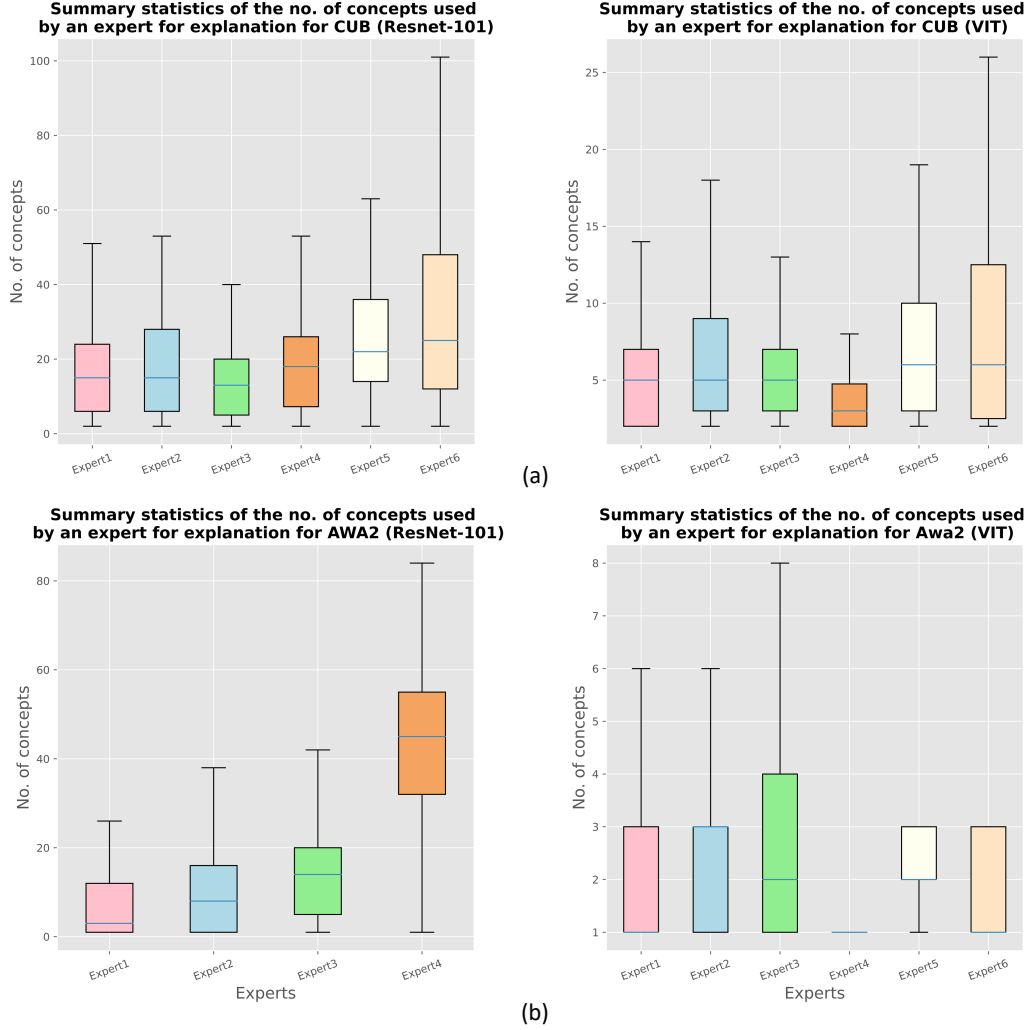 Summary statistics of the no. of concepts used
by an expert for explanation for CUB (Resnet-101)
No. of concepts
100
80
60
40
20
0
Expert1 Expert2 Expert3 Expert4 Expert5 Expert6
Summary statistics of the no. of concepts used
by an expert for explanation for CUB (VIT)
No. of concepts
25
20
15
10
5
Expert1 Expert2 Expert3 Expert4 Expert5 Expert6
(a)
Summary statistics of the no. of concepts used
by an expert for explanation for AWA2 (ResNet-101)
No. of concepts
80
60
40
20
0
Expert1 Expert2 Expert3 Expert4
Experts
Summary statistics of the no. of concepts used
by an expert for explanation for Awa2 (VIT)
No. of concepts
8
7
6
5
4
3
2
1
Expert1 Expert2 Expert3 Expert4 Expert5 Expert6
Experts
(b)